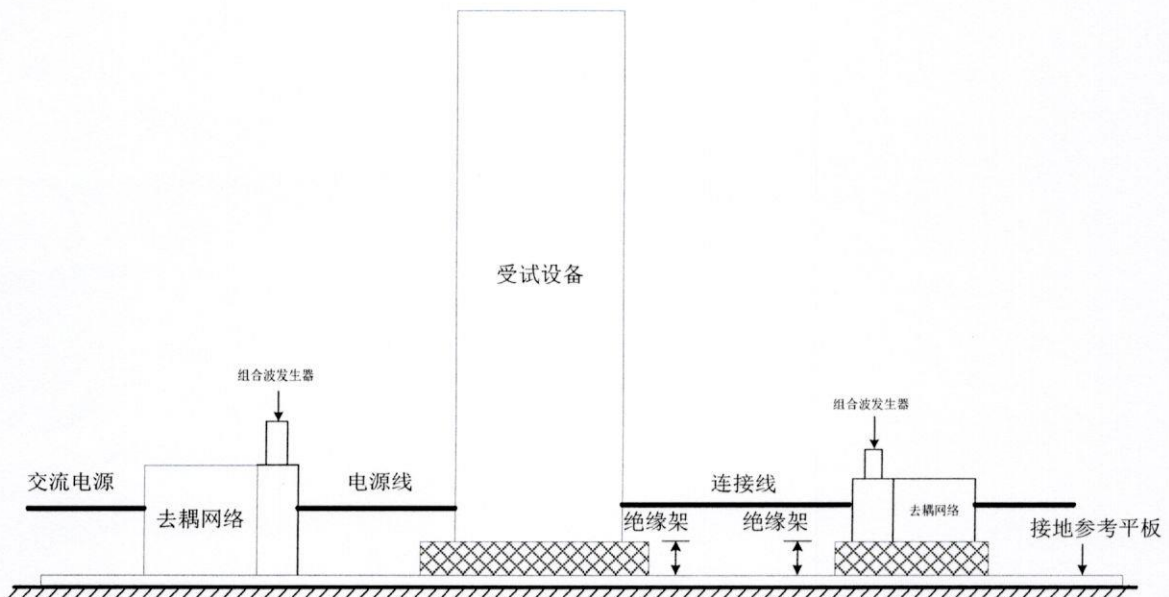 受试设备
组合波发生器
组合波发生器
交流电源
电源线
连接线
去耦网络
绝缘架
绝缘架
去耦网络
接地参考平板